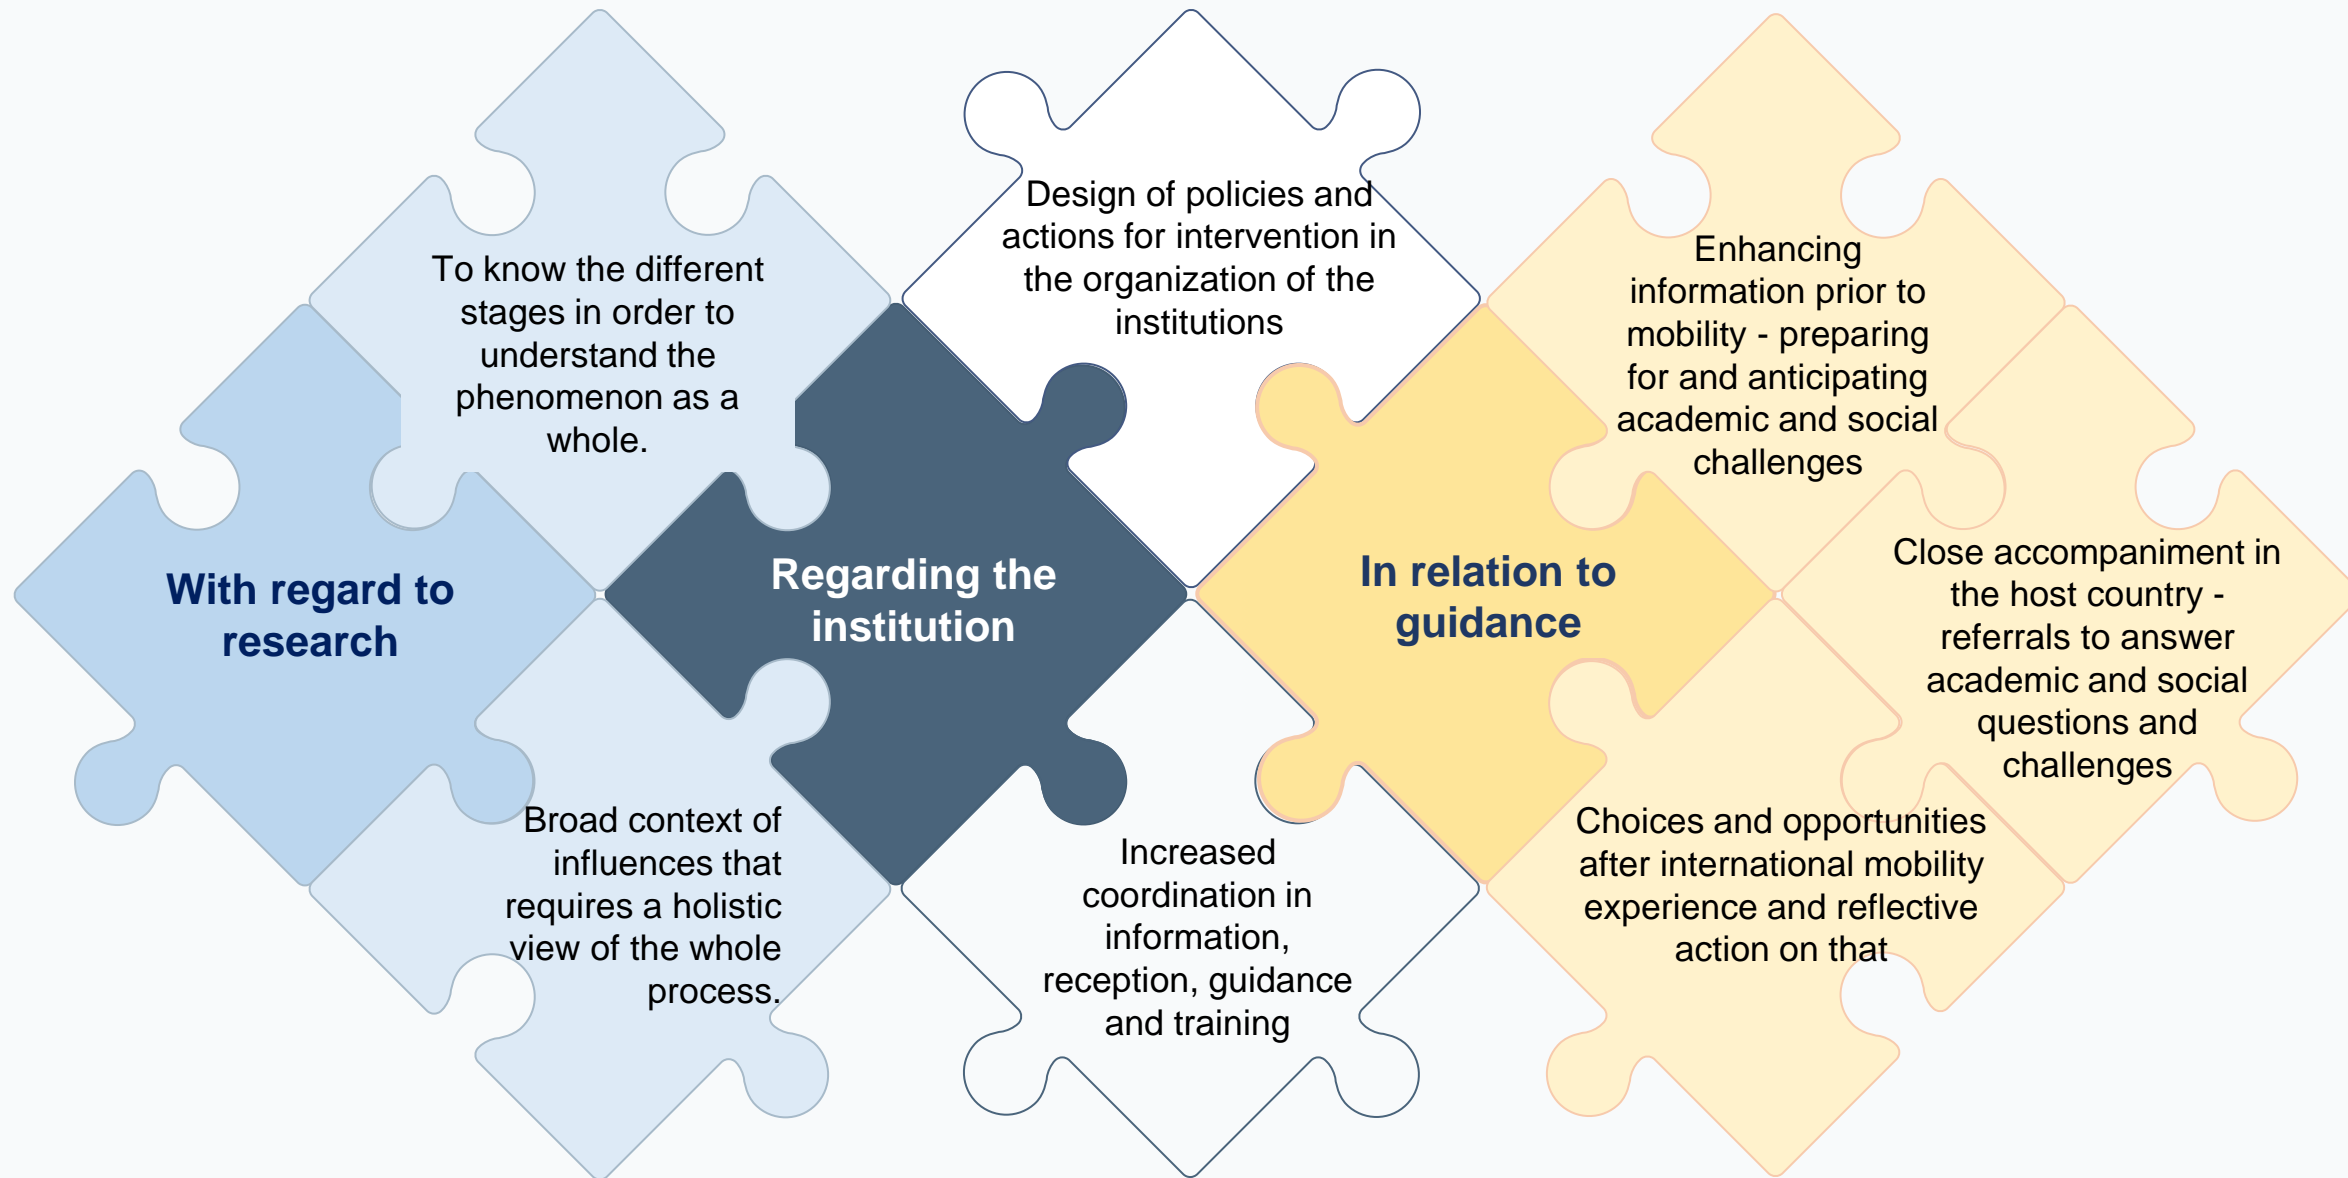 With regard to
research
To know the different
stages in order to
understand the
phenomenon as a
whole.
Broad context of
influences that
requires a holistic
view of the whole
process.
Regarding the
institution
Design of policies and
actions for intervention in
the organization of the
institutions
Increased
coordination in
information,
reception, guidance
and training
In relation to
guidance
Enhancing
information prior to
mobility - preparing
for and anticipating
academic and social
challenges
Close accompaniment in
the host country -
referrals to answer
academic and social
questions and
challenges
Choices and opportunities
after international mobility
experience and reflective
action on that